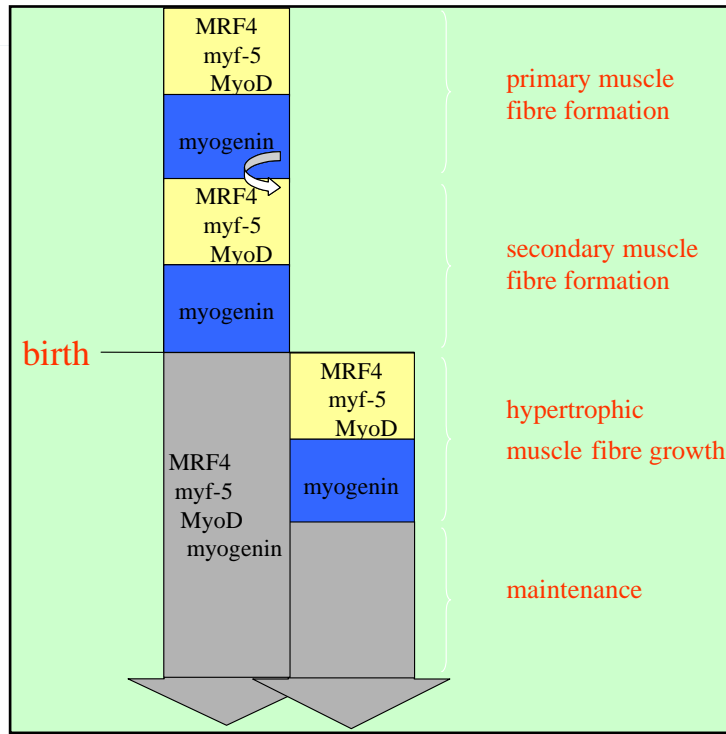 MRF4
myf-5
MyoD
primary muscle
fibre formation
myogenin
MRF4
myf-5
MyoD
secondary muscle
fibre formation
myogenin
birth
MRF4
myf-5
MyoD
hypertrophic
muscle fibre growth
MRF4
myf-5
MyoD
myogenin
myogenin
maintenance